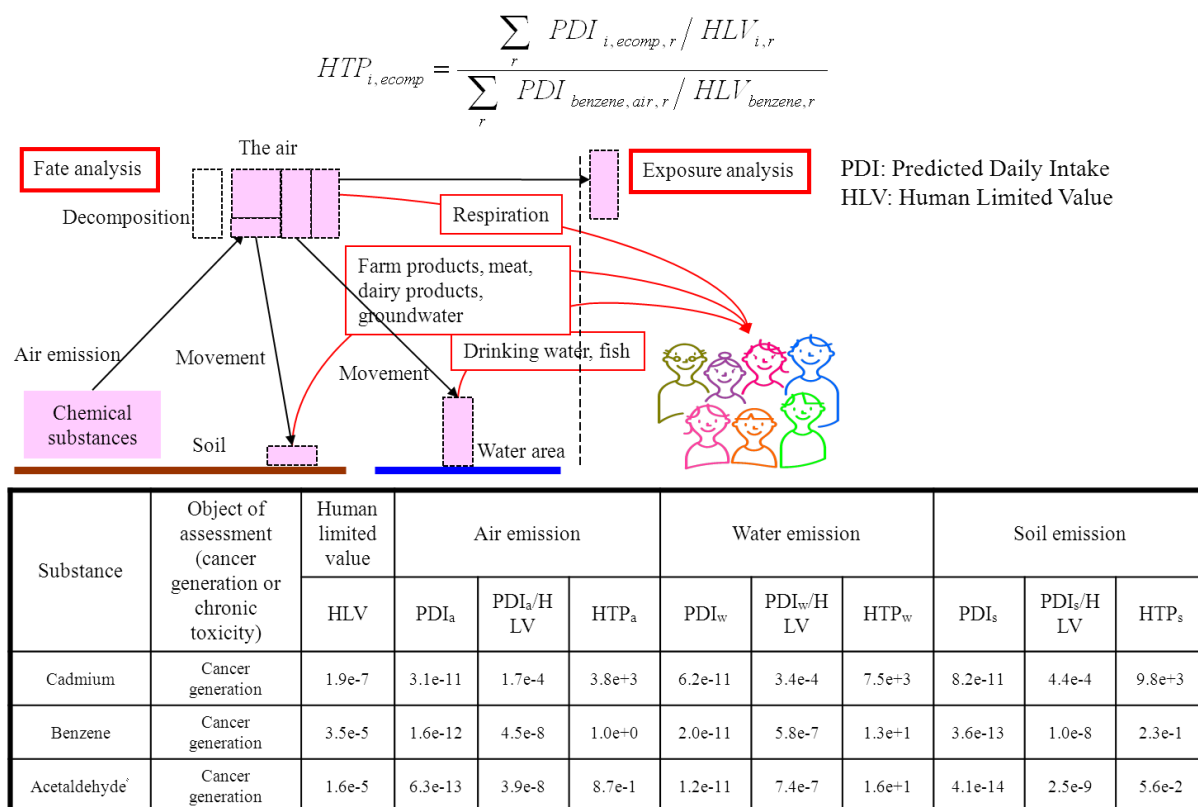 HTP i,ecomp = ∑ r PDI i,ecomp,r / HLV i,r
∑ r PDI benzene,air,r / HLV benzene,r
Fate analysis
The air
Exposure analysis
PDI: Predicted Daily Intake
HLV: Human Limited Value
Decomposition
Respiration
Farm products, meat,
dairy products,
groundwater
Air emission
Movement
Movement
Drinking water, fish
Chemical
substances
Soil
Water area
Substance
Object of
assessment
(cancer
generation or
chronic
toxicity)
Human
limited
value
Air emission
Water emission
Soil emission
HLV
PDIa
PDIa/H
LV
HTPa
PDIw
PDIw/H
LV
HTPw
PDIs
PDIs/H
LV
HTPs
Cadmium
Cancer
generation
1.9e-7
3.1e-11
1.7e-4
3.8e+3
6.2e-11
3.4e-4
7.5e+3
8.2e-11
4.4e-4
9.8e+3
Benzene
Cancer
generation
3.5e-5
1.6e-12
4.5e-8
1.0e+0
2.0e-11
5.8e-7
1.3e+1
3.6e-13
1.0e-8
2.3e-1
Acetaldehyde*
Cancer
generation
1.6e-5
6.3e-13
3.9e-8
8.7e-1
1.2e-11
7.4e-7
1.6e+1
4.1e-14
2.5e-9
5.6e-2